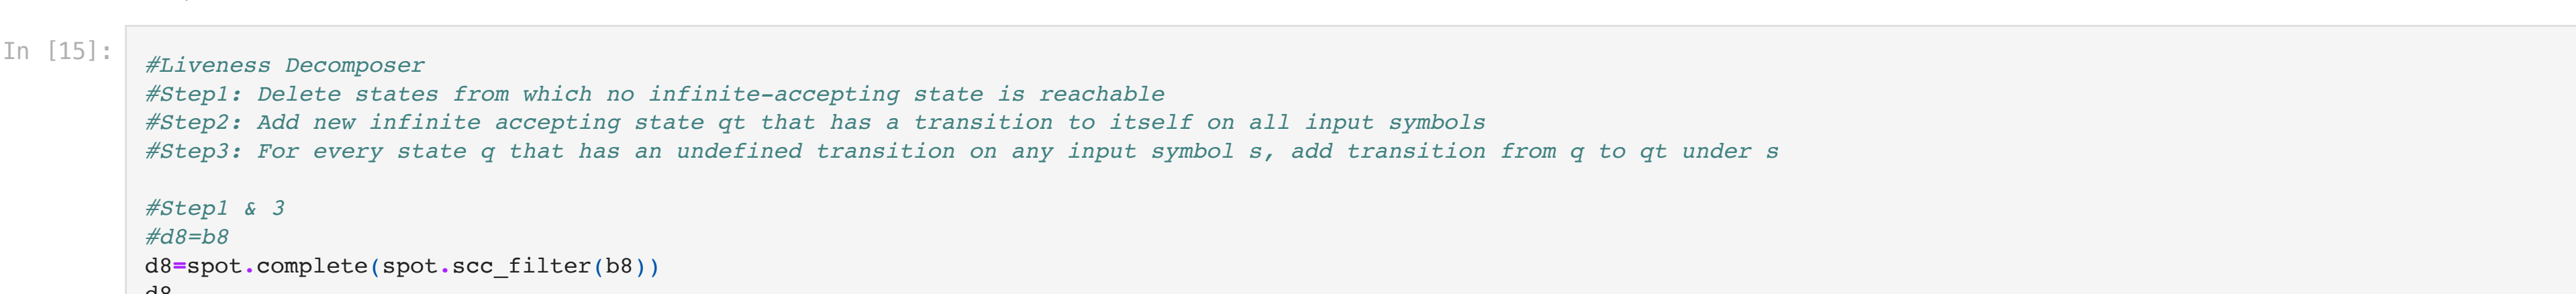 In [15]:
#Liveness Decomposer
#Step1: Delete states from which no infinite-accepting state is reachable
#Step2: Add new infinite accepting state qt that has a transition to itself on all input symbols
#Step3: For every state q that has an undefined transition on any input symbol s, add transition from q to qt under s
#Step1 & 3
#d8=b8
d8=spot.complete(spot.scc_filter(b8))
d8